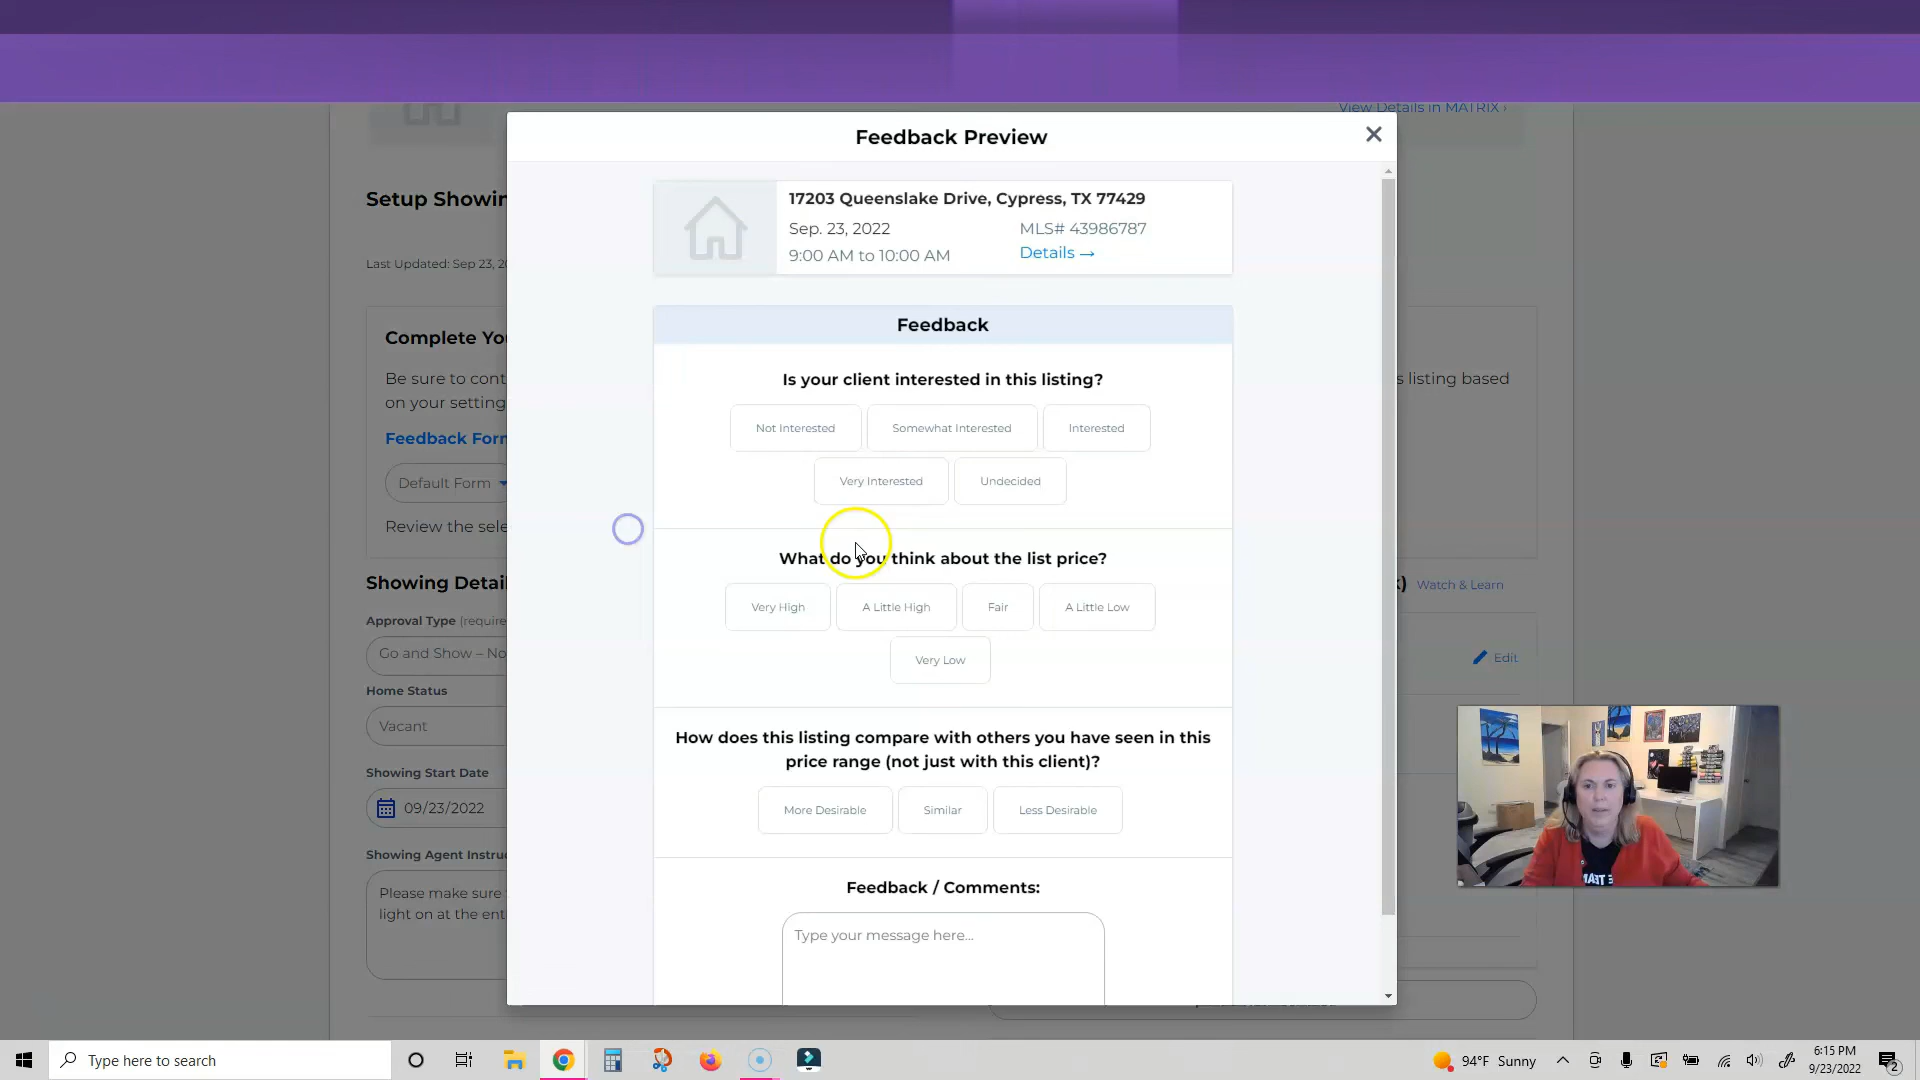 View Details in MATRIX ›
Feedback Preview
17203 Queenslake Drive, Cypress, TX 77429
Sep. 23, 2022
MLS# 43986787
9:00 AM to 10:00 AM
Details →
Setup Showin
Last Updated: Sep 23, 20
Feedback
Complete You
Is your client interested in this listing?
Be sure to cont
s listing based
on your setting
Not Interested
Somewhat Interested
Interested
Feedback Forn
Default Form
Very Interested
Undecided
Review the sele
What do you think about the list price?
Showing Detail
Watch & Learn
Very High
A Little High
Fair
A Little Low
Approval Type (require
Go and Show – No
Edit
Very Low
Home Status
Vacant
How does this listing compare with others you have seen in this
price range (not just with this client)?
Showing Start Date
09/23/2022
More Desirable
Similar
Less Desirable
Showing Agent Instru
Please make sure
light on at the ent
Feedback / Comments:
Type your message here...
Type here to search
94°F Sunny
6:15 PM
9/23/2022
2